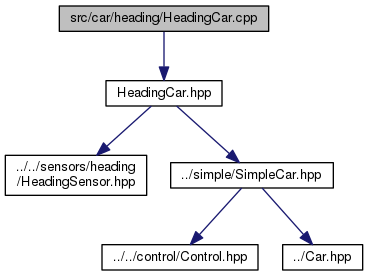 src/car/heading/HeadingCar.cpp
HeadingCar.hpp
../../sensors/heading
/HeadingSensor.hpp
../simple/SimpleCar.hpp
../../control/Control.hpp
../Car.hpp